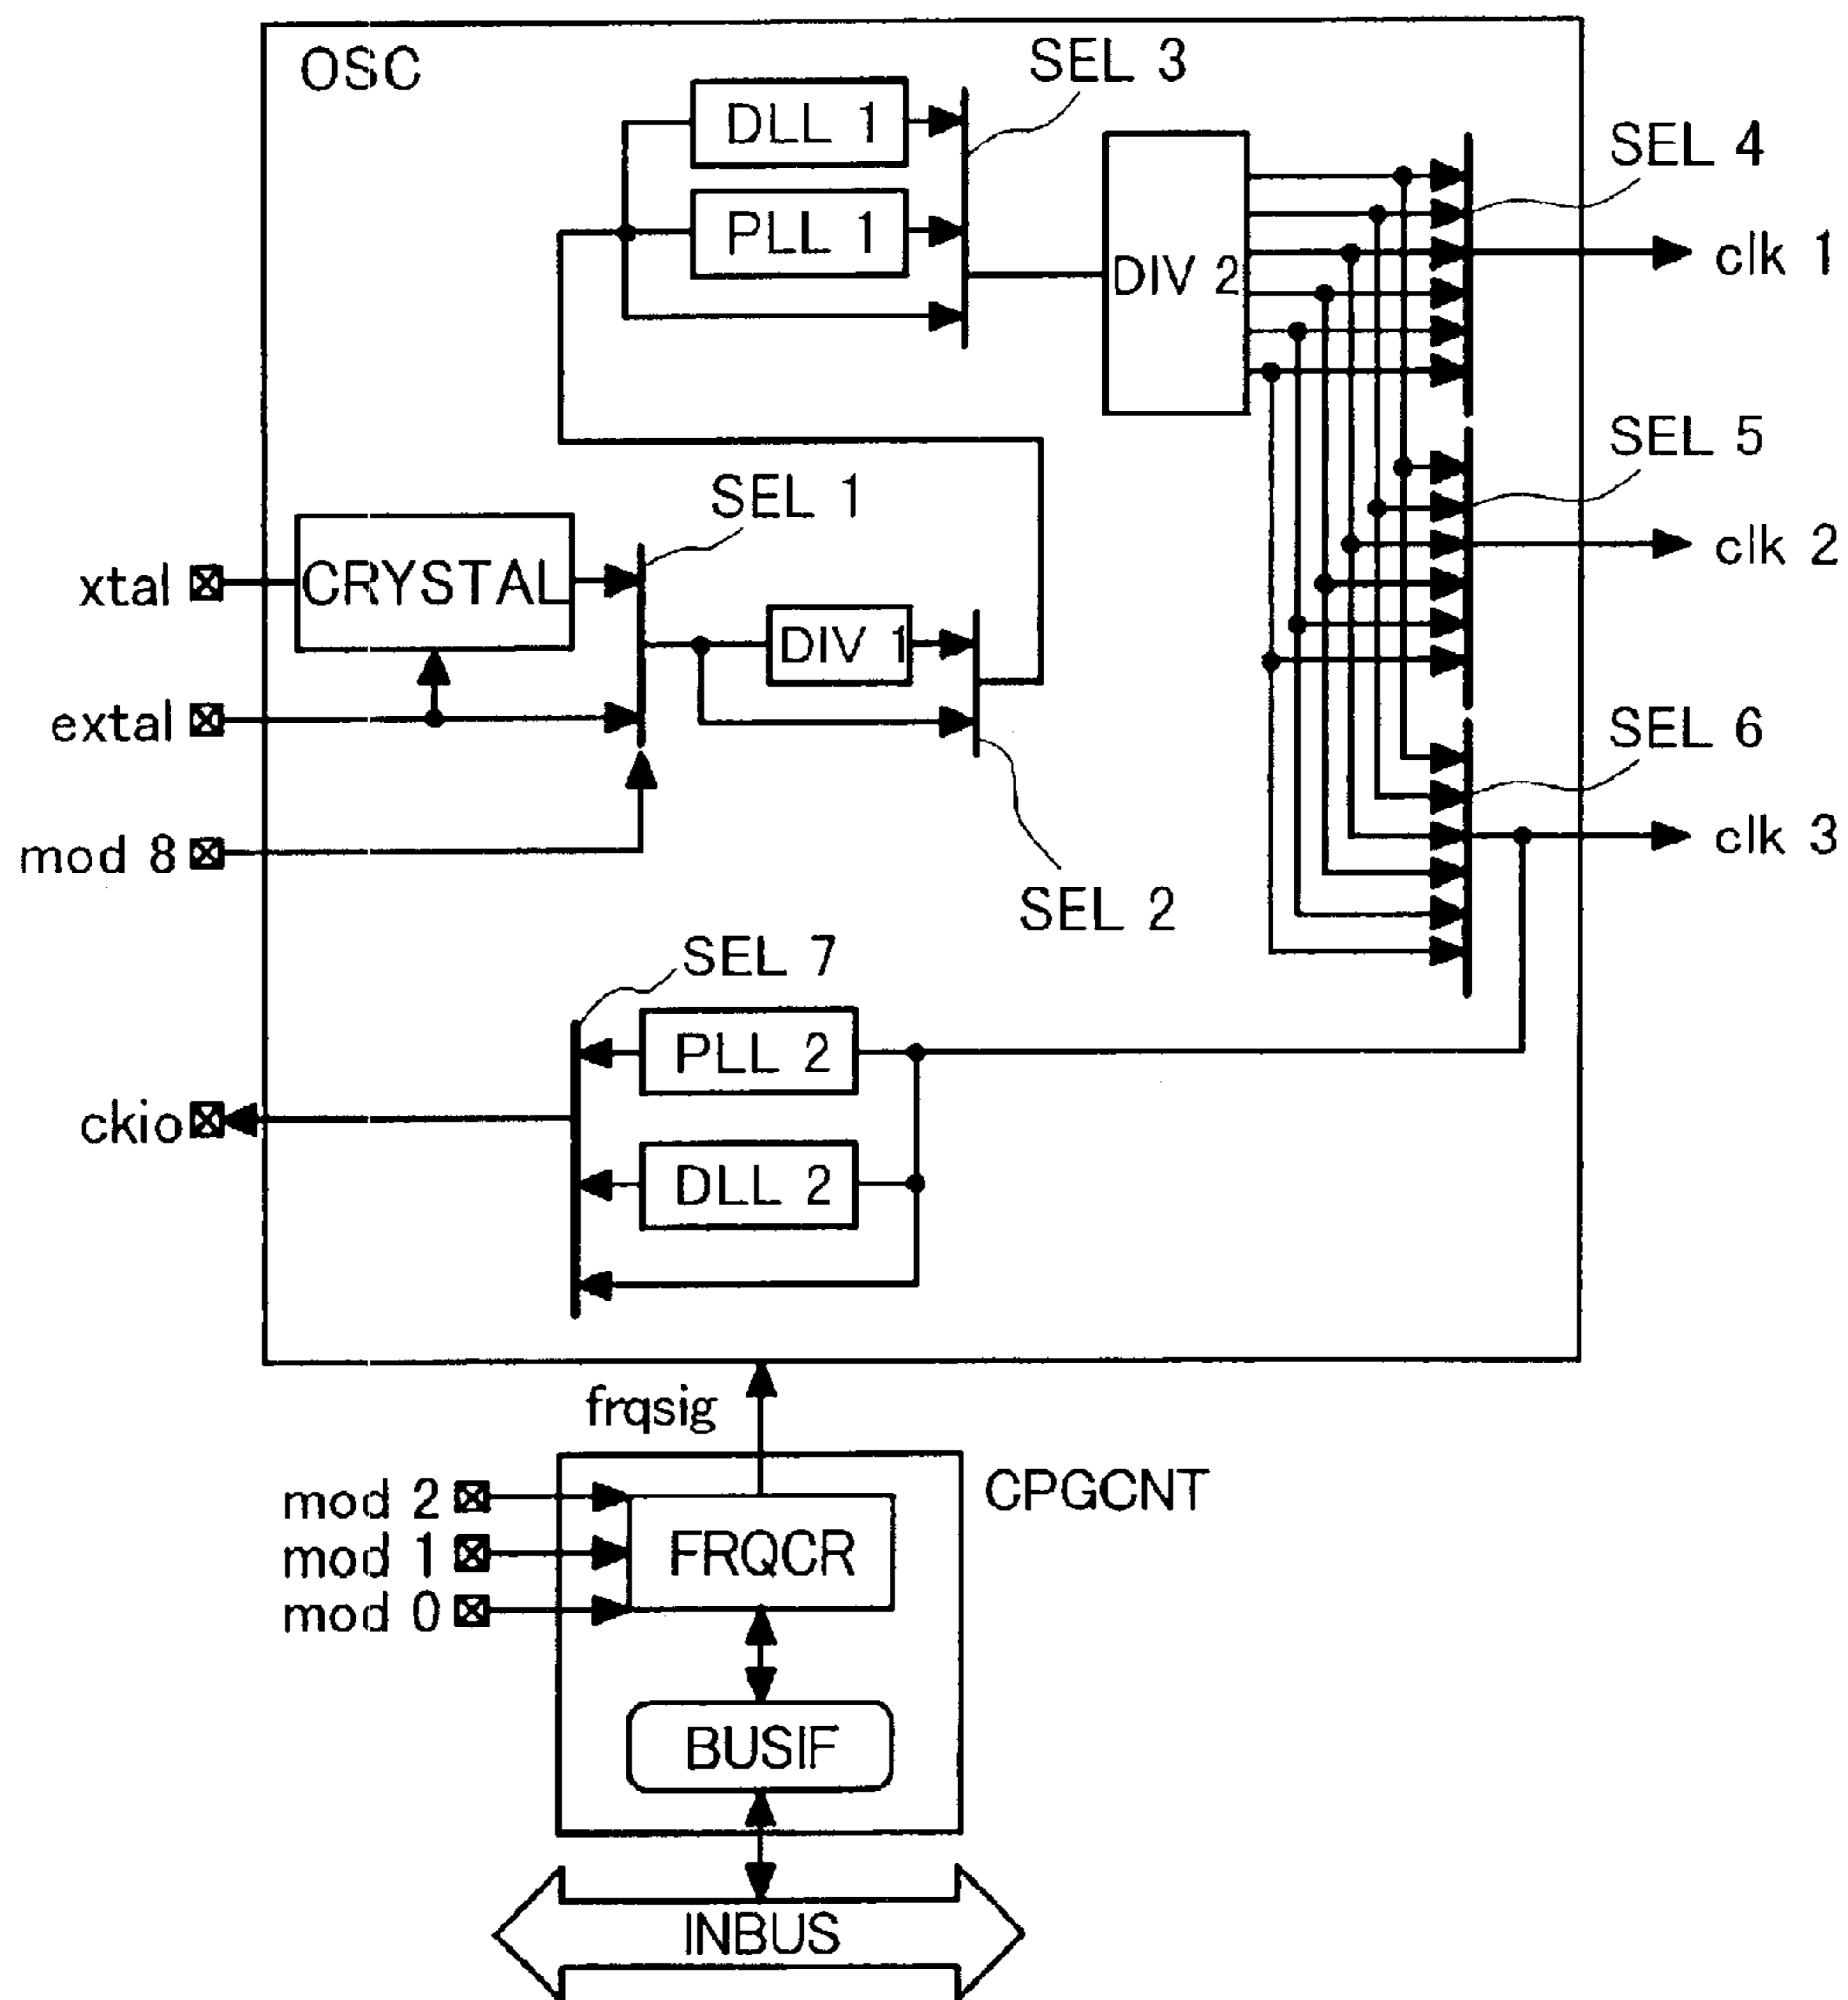 OSC
SEL 3
DLL 1
SEL 4
PLL 1
clk 1
DIV 2
SEL 5
SEL 1
clk 2
xtal
CRYSTAL
DIV 1
extal
SEL 6
mod 8
clk 3
SEL 2
SEL 7
PLL 2
ckio
DLL 2
frqsig
mod 2
CPGCNT
mod 1
FRQCR
mod 0
BUSIF
INBUS